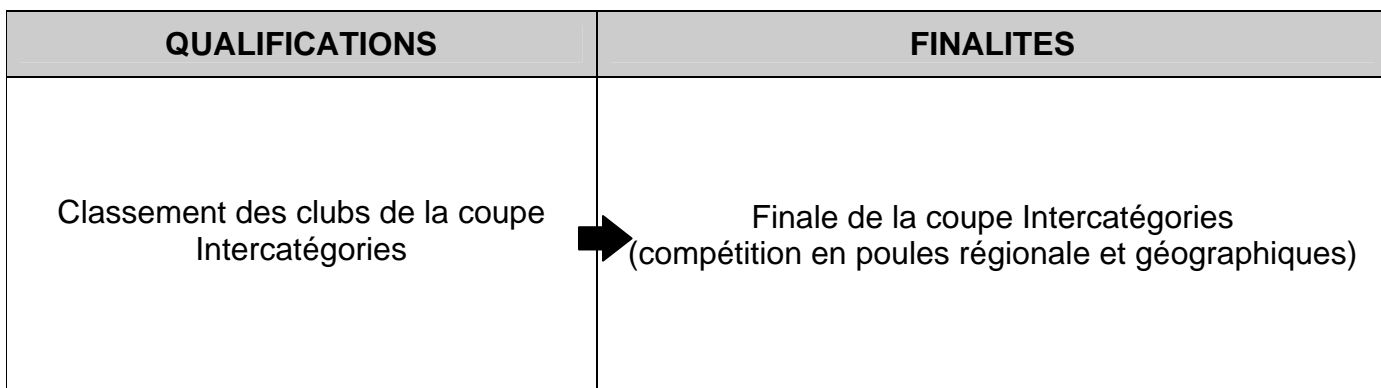 QUALIFICATIONS
FINALITES
Classement des clubs de la coupe
Intercatégories
Finale de la coupe Intercatégories
(compétition en poules régionale et géographiques)